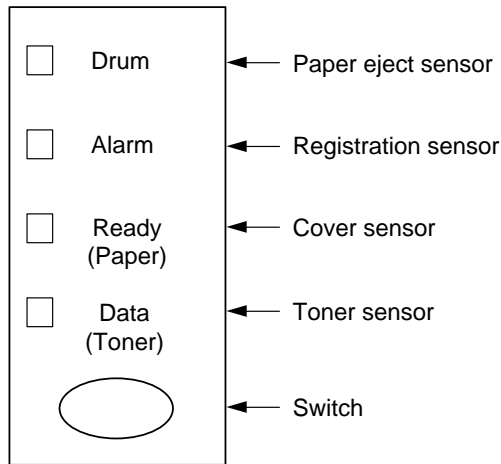 Drum
Paper eject sensor
Alarm
Registration sensor
Ready
(Paper)
Cover sensor
Data
(Toner)
Toner sensor
Switch